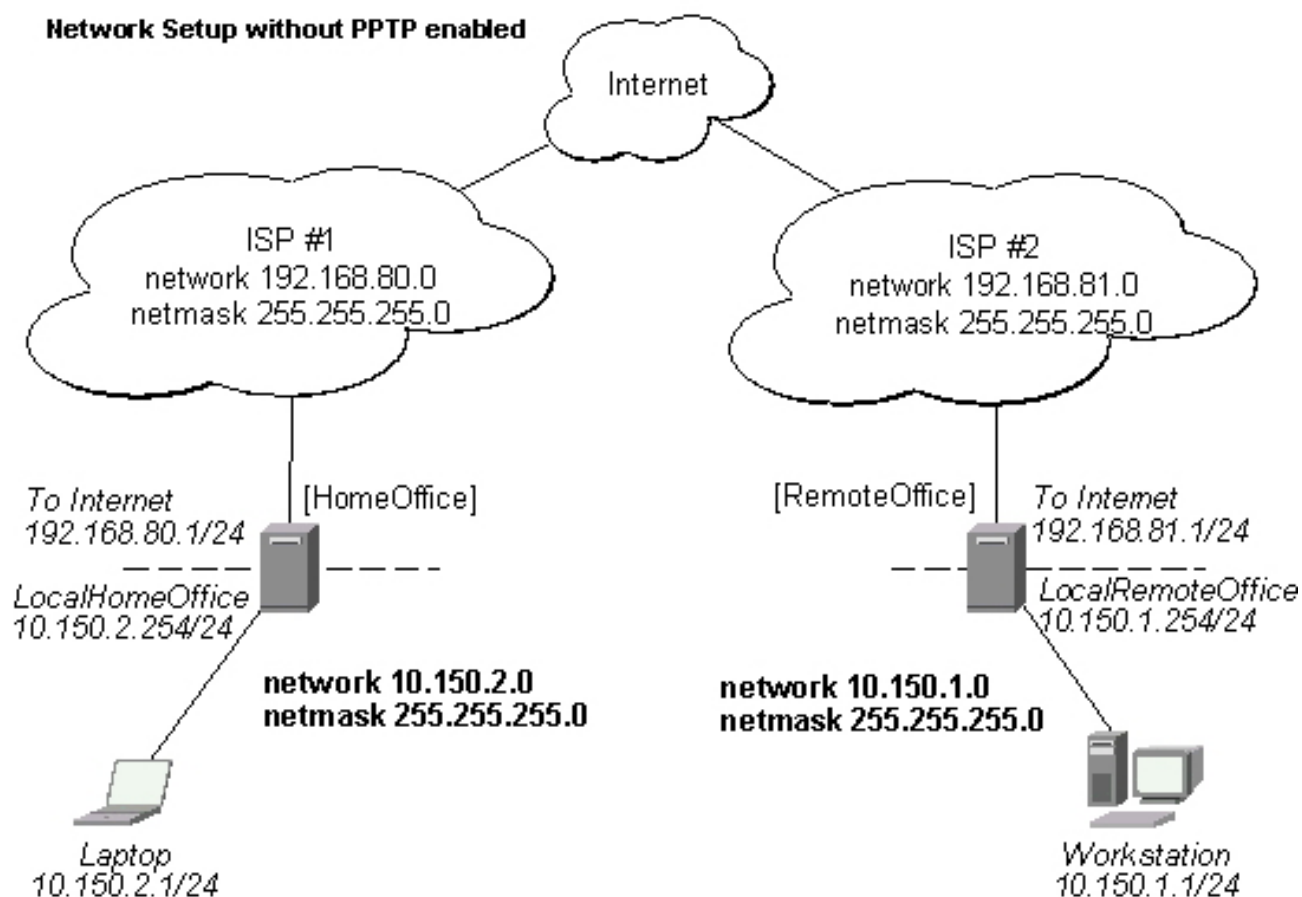 Network Setup without PPTP enabled
Internet
ISP #1
network 192.168.80.0
netmask 255.255.255.0
ISP #2
network 192.168.81.0
netmask 255.255.255.0
To Internet
192.168.80.1/24
[HomeOffice]
LocalHomeOffice
10.150.2.254/24
[RemoteOffice]
To Internet
192.168.81.1/24
LocalRemoteOffice
10.150.1.254/24
network 10.150.2.0
netmask 255.255.255.0
network 10.150.1.0
netmask 255.255.255.0
Laptop
10.150.2.1/24
Workstation
10.150.1.1/24